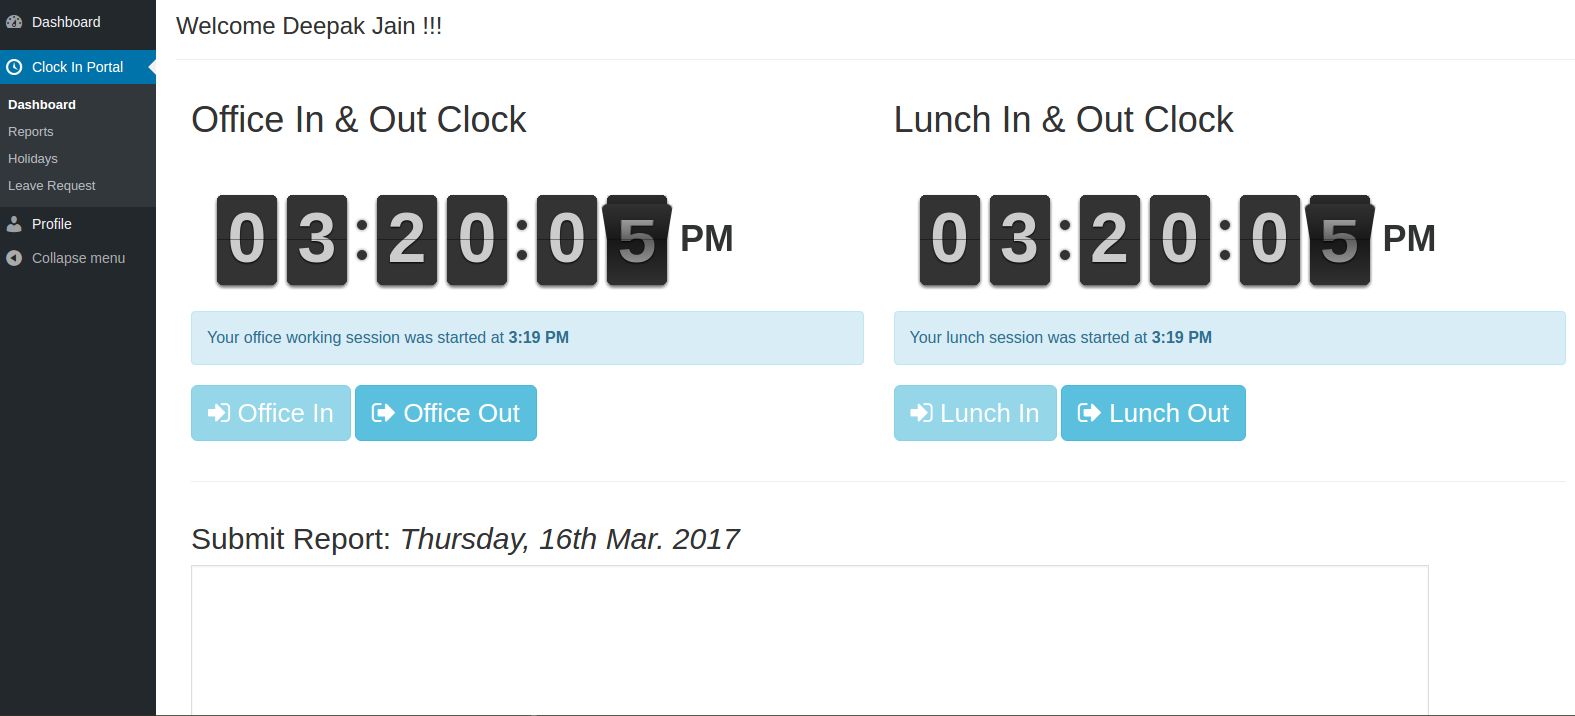 Dashboard
Clock In Portal
Dashboard
Reports
Holidays
Leave Request
Profile
Collapse menu
Welcome Deepak Jain !!!
Office In & Out Clock
03:20:05 PM
Your office working session was started at 3:19 PM
Office In
Office Out
Lunch In & Out Clock
03:20:05 PM
Your lunch session was started at 3:19 PM
Lunch In
Lunch Out
Submit Report: Thursday, 16th Mar. 2017